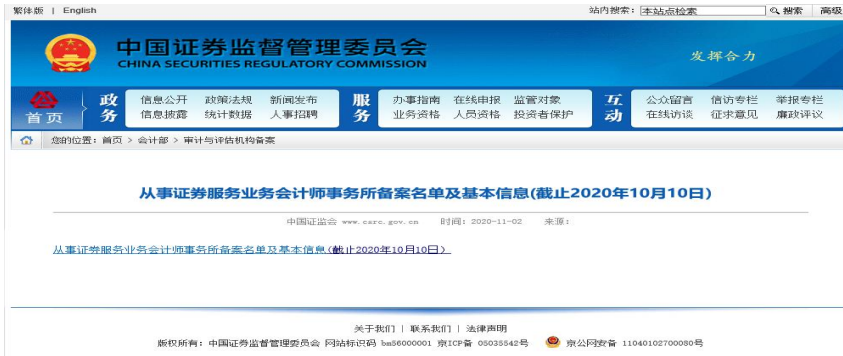 繁体版 | English 站内搜索: 本站点检索 搜索 高级
中国证券监督管理委员会
CHINA SECURITIES REGULATORY COMMISSION
发挥合力
首页 政务 信息公开 政策法规 新闻发布 服务 办事指南 在线申报 监管对象 互动 公众留言 信访专栏 举报专栏
信息披露 统计数据 人事招聘 业务资格 人员资格 投资者保护 在线访谈 征求意见 廉政评议
您的位置: 首页 > 会计部 > 审计与评估机构备案
从事证券服务业务会计师事务所备案名单及基本信息(截止2020年10月10日)
中国证监会 www.csrc.gov.cn 时间: 2020-11-02 来源:
从事证券服务业务会计师事务所备案名单及基本信息(截止2020年10月10日)
关于我们 | 联系我们 | 法律声明
版权所有: 中国证券监督管理委员会 网站标识码 bm56000001 京ICP备 05035542号 京公网安备 11040102700080号